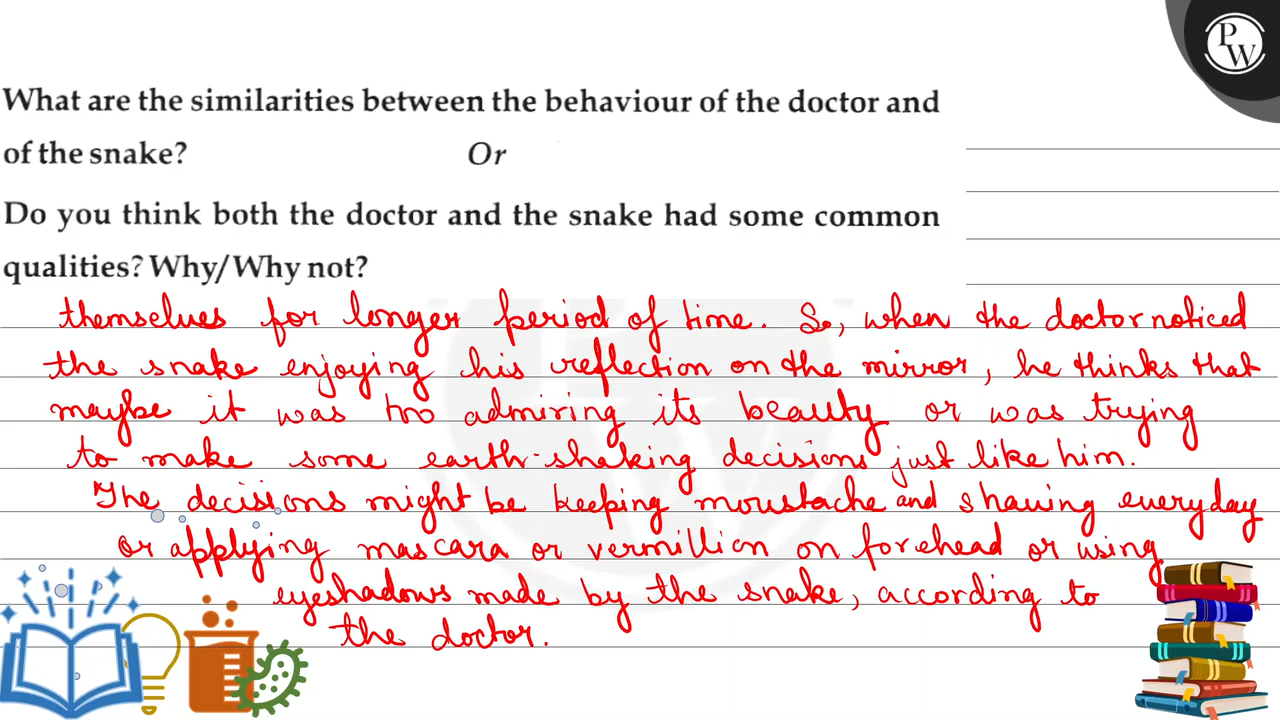 PW
What are the similarities between the behaviour of the doctor and
of the snake?
Or
Do you think both the doctor and the snake had some common
qualities? Why/Why not?
themselves for longer period of time. So, when the doctor noticed
the snake enjoying his reflection on the mirror, he thinks that
maybe it was too admiring its beauty or was trying
to make some earth-shaking decisions just like him.
The decisions might be keeping moustache and shaving everyday
or applying mascara or vermillion on forehead or using
eyeshadows made by the snake, according to
the doctor.